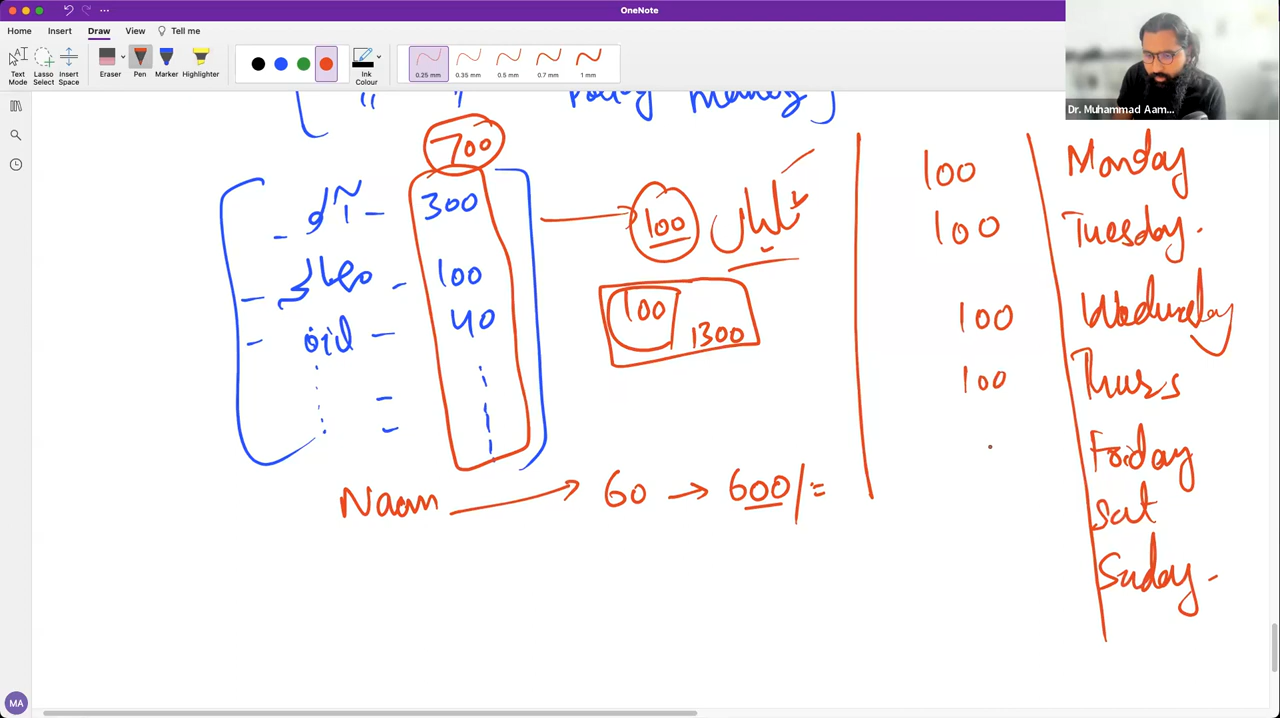 OneNote
Home Insert Draw View Tell me
Text Mode
Lasso Select
Insert Space
Eraser
Pen
Marker
Highlighter
Ink Colour
0.25 mm 0.35 mm 0.5 mm 0.7 mm 1 mm
Dr. Muhammad Aam...
700
300
100
- 100
- oil - 40
100
100 1300
Naan → 60 → 600/=
100 Monday
100 Tuesday.
100 Wednesday
100 Thurs
Friday
Sat
Sunday.
MA